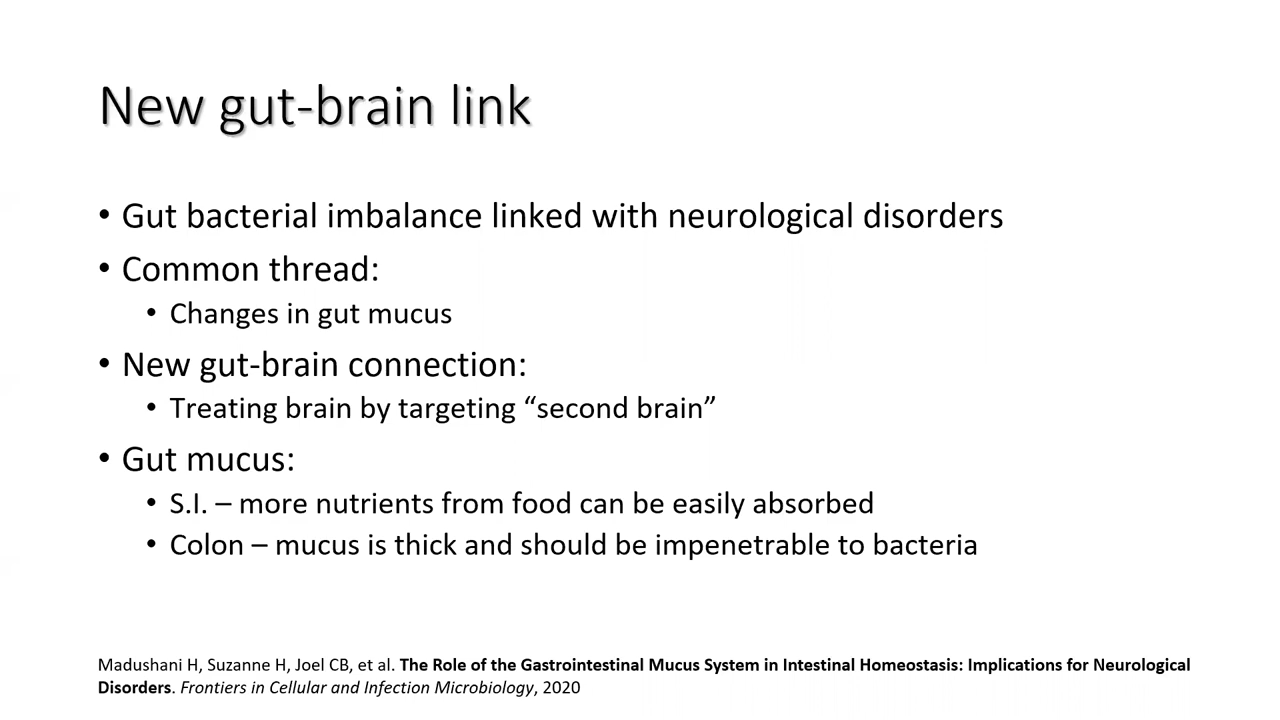 New gut-brain link
• Gut bacterial imbalance linked with neurological disorders
• Common thread:
• Changes in gut mucus
• New gut-brain connection:
• Treating brain by targeting “second brain”
• Gut mucus:
• S.I. – more nutrients from food can be easily absorbed
• Colon – mucus is thick and should be impenetrable to bacteria
Madushani H, Suzanne H, Joel CB, et al. The Role of the Gastrointestinal Mucus System in Intestinal Homeostasis: Implications for Neurological
Disorders. Frontiers in Cellular and Infection Microbiology, 2020